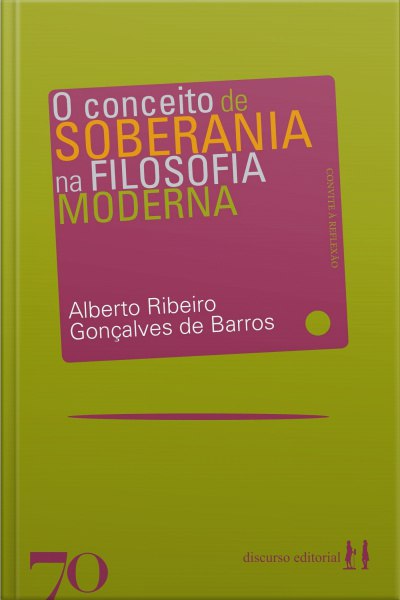 O conceito de
SOBERANIA
na FILOSOFIA
MODERNA
CONVITE À REFLEXÃO
Alberto Ribeiro
Gonçalves de Barros
70
discurso editorial